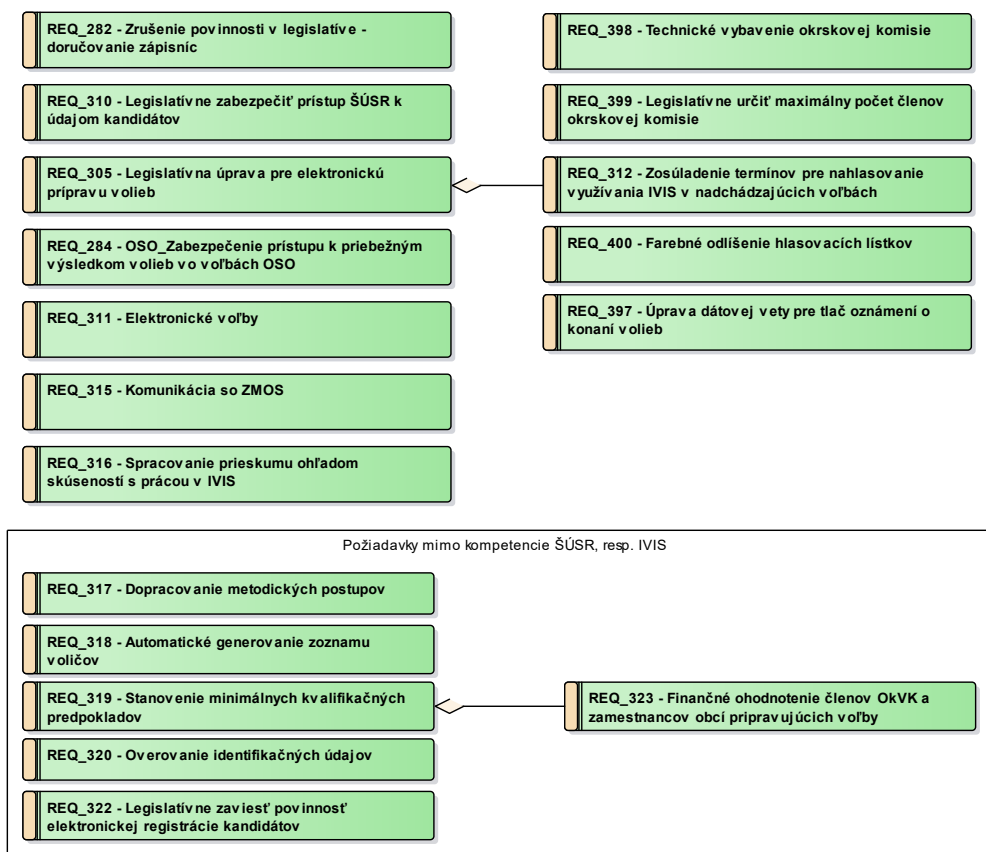 REQ_282 - Zrušenie povinnosti v legislatíve -
doručovanie zápisníc
REQ_310 - Legislatívne zabezpečiť prístup ŠÚSR k
údajom kandidátov
REQ_305 - Legislatívna úprava pre elektronickú
prípravu volieb
REQ_284 - OSO_Zabezpečenie prístupu k priebežným
výsledkom volieb vo voľbách OSO
REQ_311 - Elektronické voľby
REQ_315 - Komunikácia so ZMOS
REQ_316 - Spracovanie prieskumu ohľadom
skúseností s prácou v IVIS
REQ_398 - Technické vybavenie okrskovej komisie
REQ_399 - Legislatívne určiť maximálny počet členov
okrskovej komisie
REQ_312 - Zosúladenie termínov pre nahlasovanie
využívania IVIS v nadchádzajúcich voľbách
REQ_400 - Farebné odlíšenie hlasovacích lístkov
REQ_397 - Úprava dátovej vety pre tlač oznámení o
konaní volieb
Požiadavky mimo kompetencie ŠÚSR, resp. IVIS
REQ_317 - Dopracovanie metodických postupov
REQ_318 - Automatické generovanie zoznamu
voličov
REQ_319 - Stanovenie minimálnych kvalifikačných
predpokladov
REQ_320 - Overovanie identifikačných údajov
REQ_322 - Legislatívne zaviesť povinnosť
elektronickej registrácie kandidátov
REQ_323 - Finančné ohodnotenie členov OkVK a
zamestnancov obcí pripravujúcich voľby